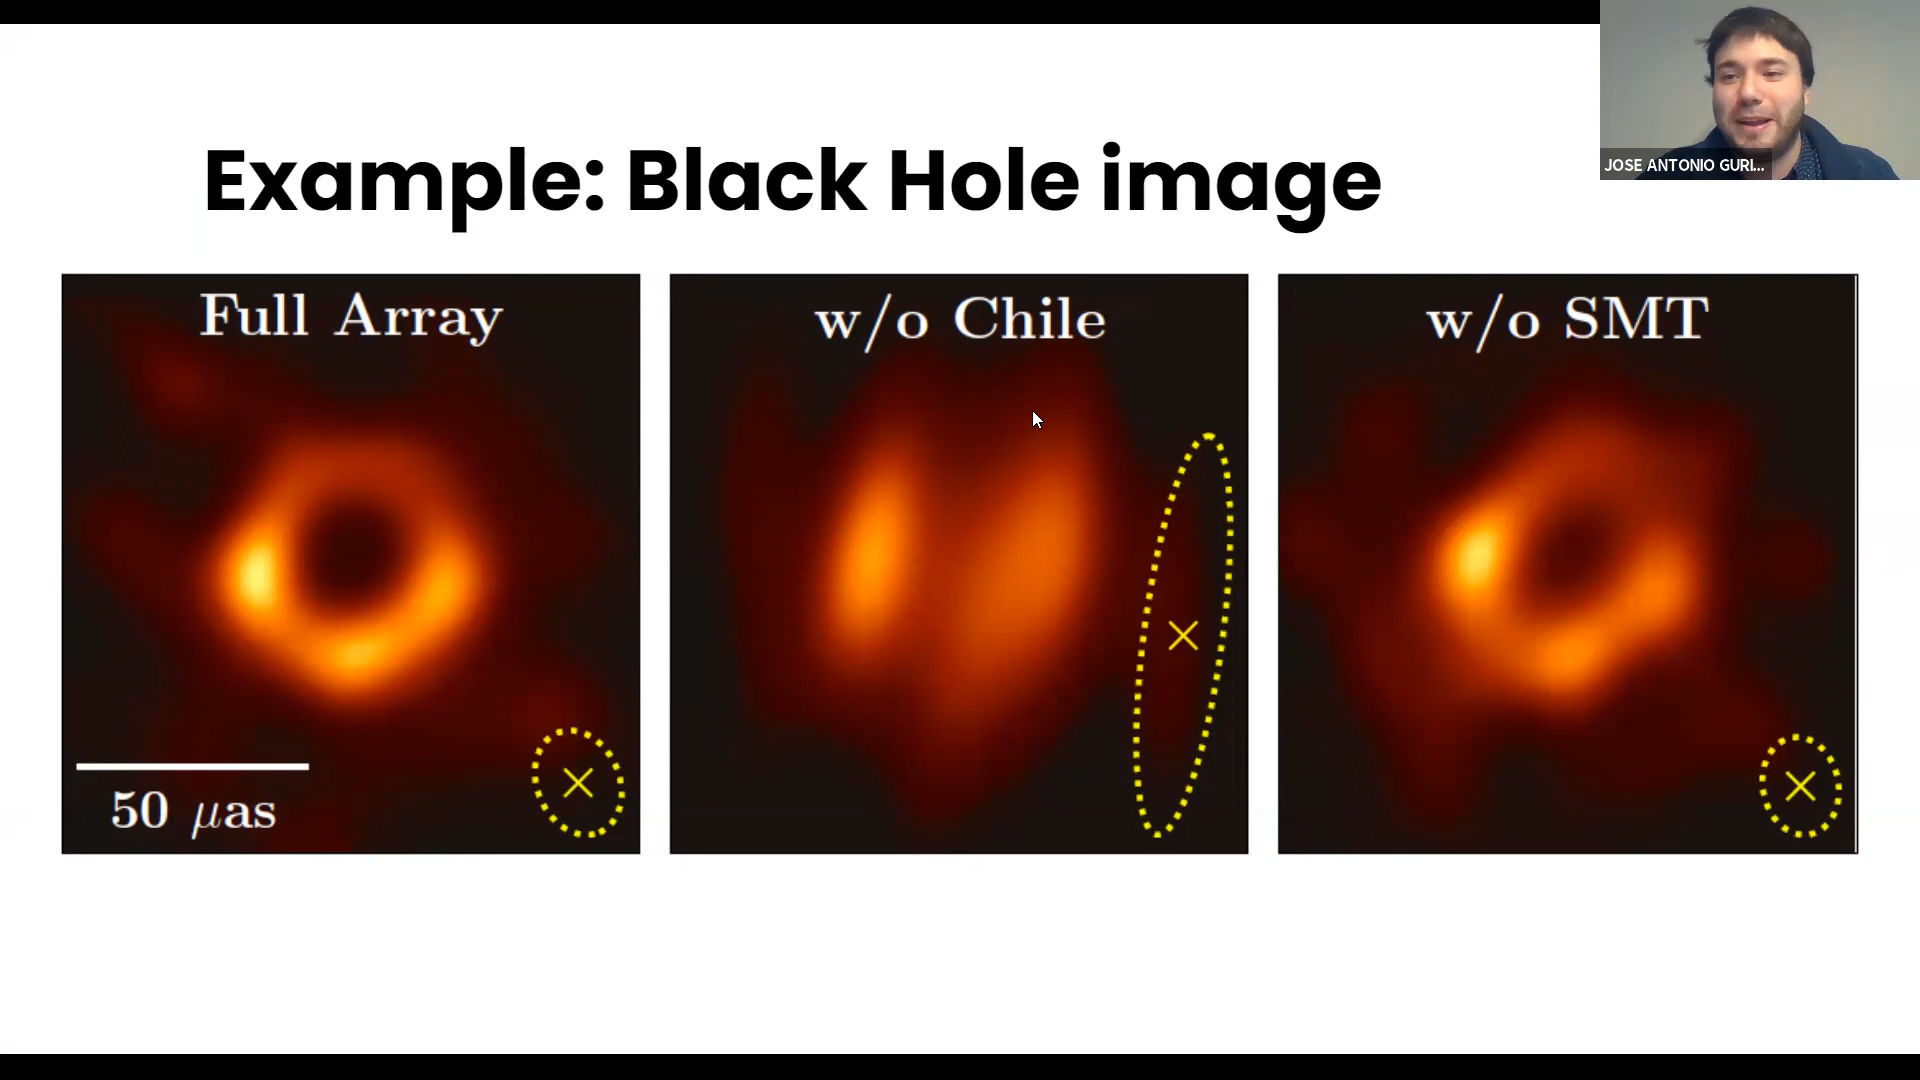 Example: Black Hole image
JOSE ANTONIO GURI...
Full Array
w/o Chile
w/o SMT
50 μas